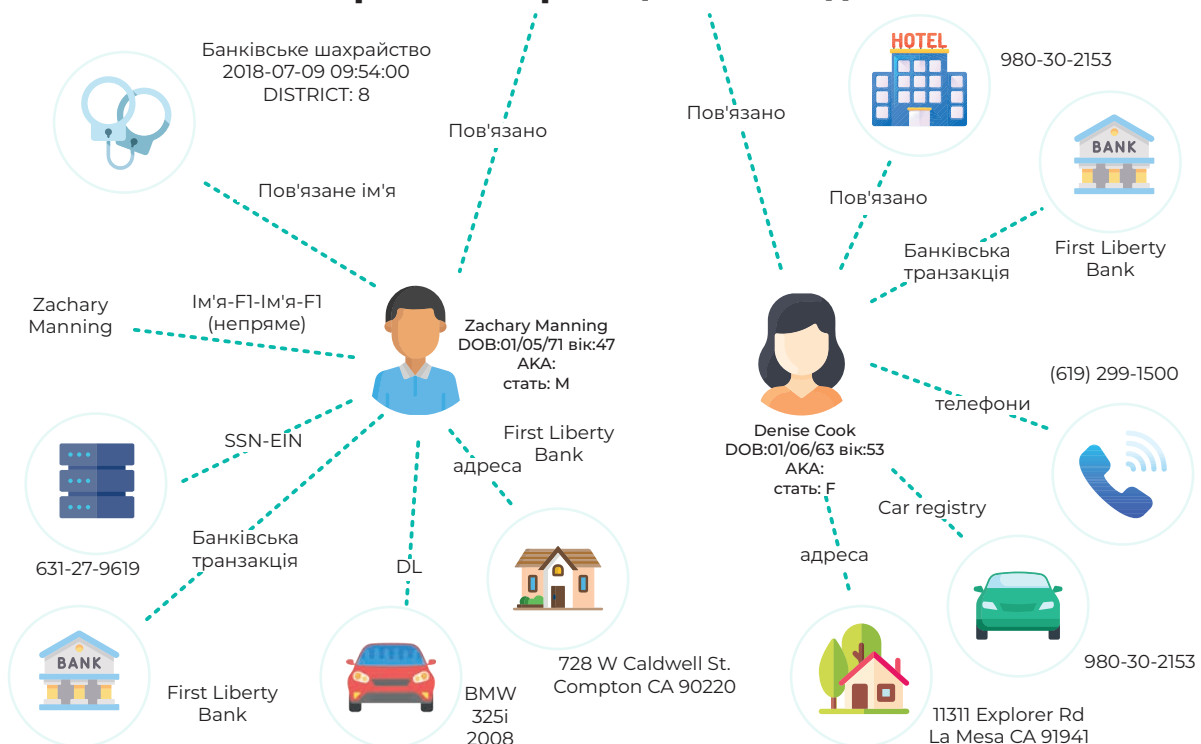 Банківське шахрайство
2018-07-09 09:54:00
DISTRICT: 8
HOTEL
980-30-2153
Пов'язано
Пов'язано
BANK
Пов'язане ім'я
Пов'язано
First Liberty
Bank
Банківська
транзакція
Zachary
Manning
Ім'я-F1-Ім'я-F1
(непряме)
Zachary Manning
DOB:01/05/71 вік:47
AKA:
стать: M
(619) 299-1500
телефони
Denise Cook
DOB:01/06/63 вік:53
AKA:
стать: F
First Liberty
Bank
SSN-EIN
адреса
Car registry
631-27-9619
Банківська
транзакція
DL
адреса
BANK
First Liberty
Bank
BMW
325i
2008
728 W Caldwell St.
Compton CA 90220
980-30-2153
11311 Explorer Rd
La Mesa CA 91941